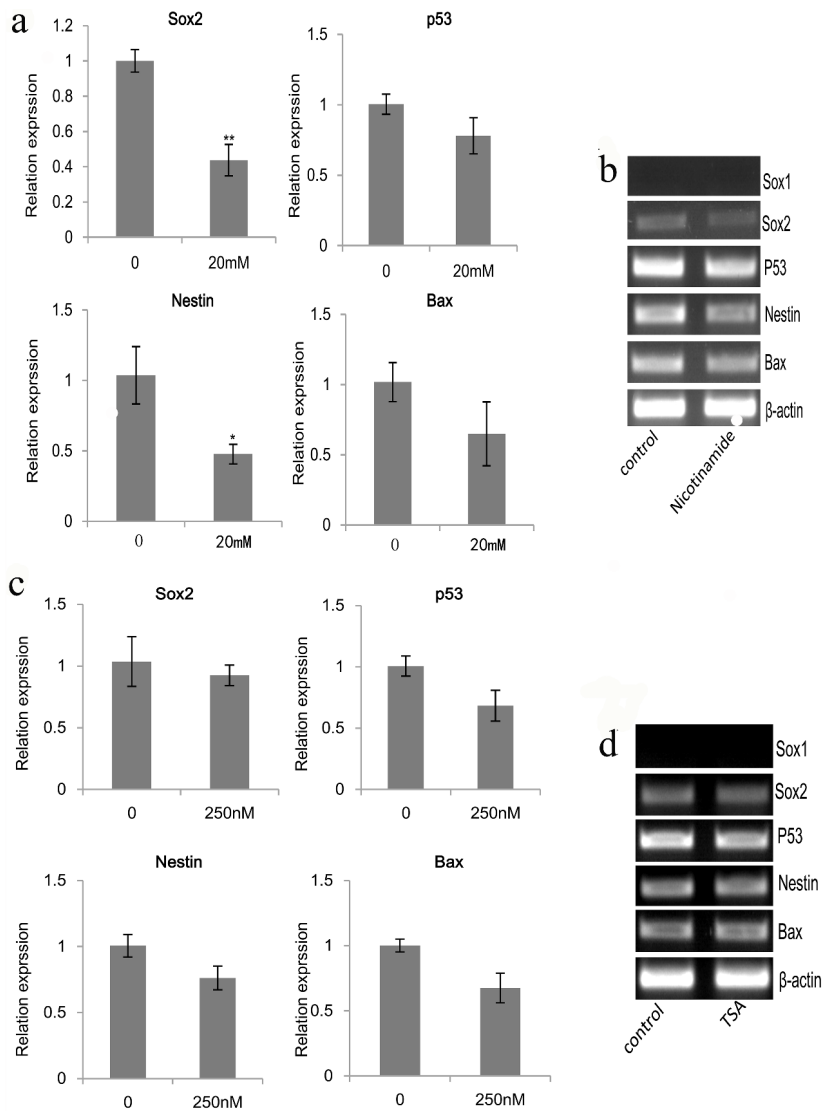 a
Sox2
Relation exprssion
1.2
1
0.8
0.6
0.4
0.2
0
**
0
20mM
p53
Relation exprssion
1.5
1
0.5
0
0
20mM
Nestin
Relation exprssion
1.5
1
0.5
0
*
0
20mM
Bax
Relation exprssion
1.5
1
0.5
0
0
20mM
b
Sox1
Sox2
P53
Nestin
Bax
β-actin
control
Nicotinamide
c
Sox2
Relation exprssion
1.5
1
0.5
0
0
250nM
p53
Relation exprssion
1.5
1
0.5
0
0
250nM
Nestin
Relation exprssion
1.5
1
0.5
0
0
250nM
Bax
Relation exprssion
1.5
1
0.5
0
0
250nM
d
Sox1
Sox2
P53
Nestin
Bax
β-actin
control
TSA